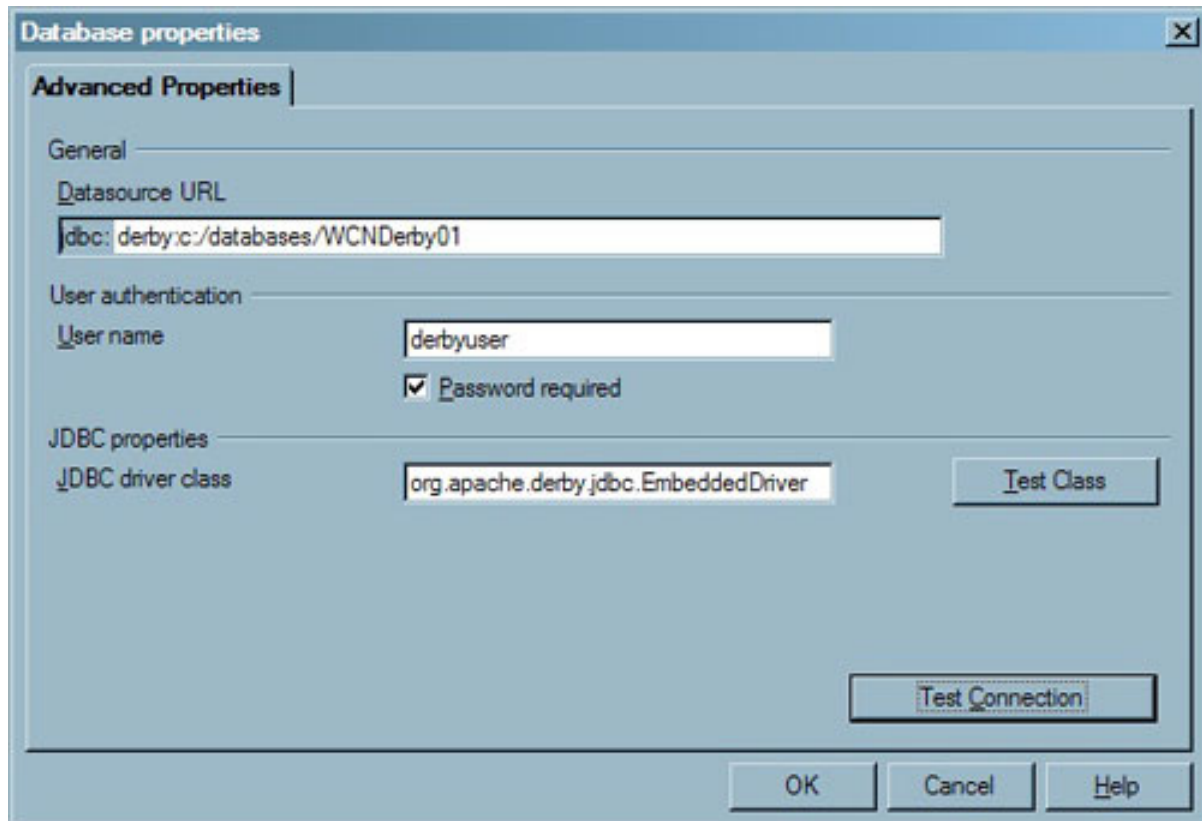 Database properties
Advanced Properties
General
Datasource URL
jdbc: derby:c:/databases/WCNDerby01
User authentication
User name
derbyuser
Password required
JDBC properties
JDBC driver class
org.apache.derby.jdbc.EmbeddedDriver
Test Class
Test Connection
OK
Cancel
Help